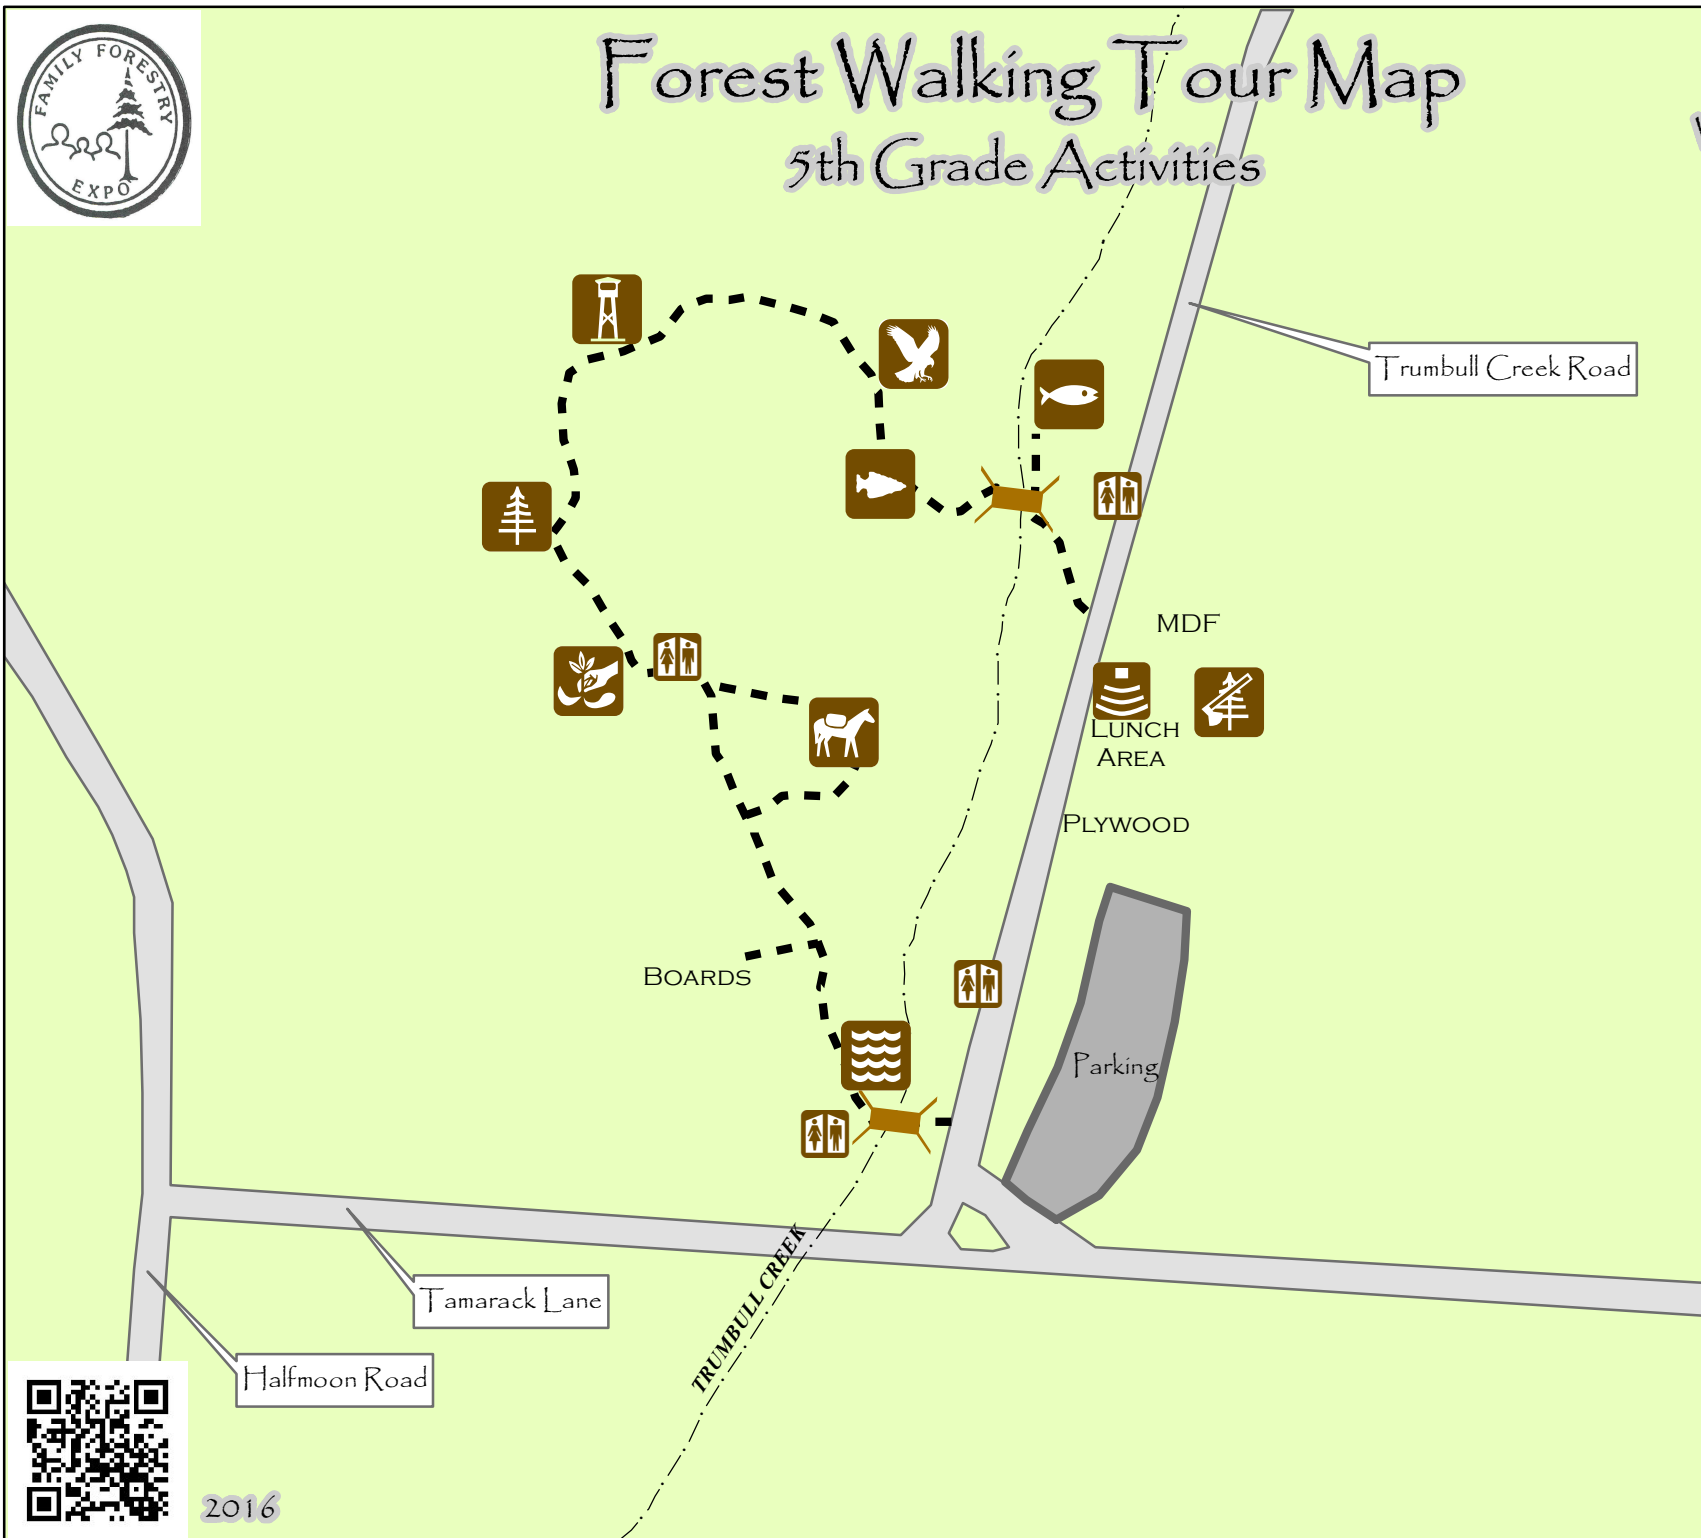 FAMILY FORESTRY
EXPO
Forest Walking Tour Map
5th Grade Activities
Trumbull Creek Road
MDF
LUNCH
AREA
PLYWOOD
BOARDS
Parking
TRUMBULL CREEK
Tamarack Lane
Halfmoon Road
2016